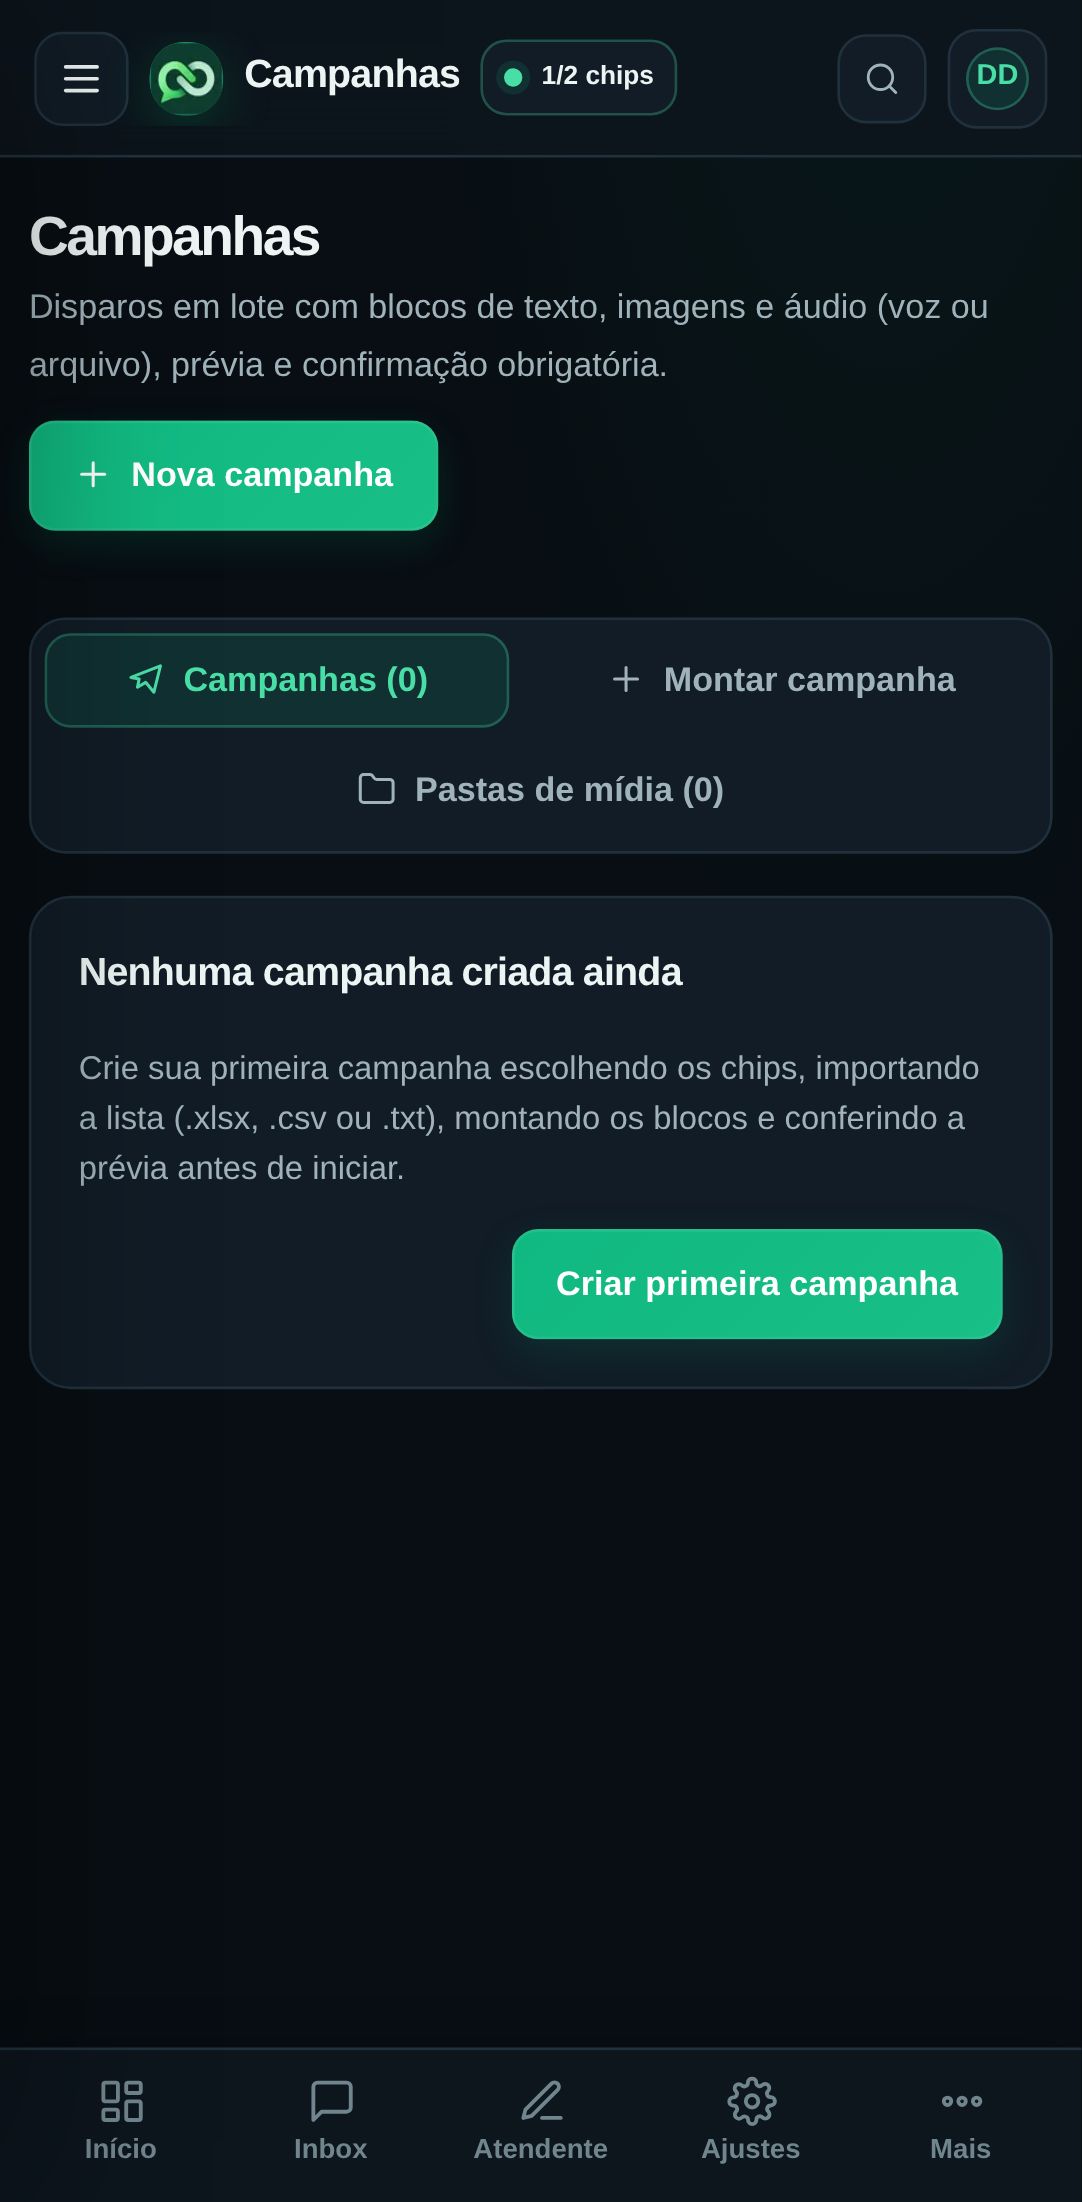 Campanhas
1/2 chips
DD
Campanhas
Disparos em lote com blocos de texto, imagens e áudio (voz ou
arquivo), prévia e confirmação obrigatória.
Nova campanha
Campanhas (0)
Montar campanha
Pastas de mídia (0)
Nenhuma campanha criada ainda
Crie sua primeira campanha escolhendo os chips, importando
a lista (.xlsx, .csv ou .txt), montando os blocos e conferindo a
prévia antes de iniciar.
Criar primeira campanha
Início
Inbox
Atendente
Ajustes
Mais